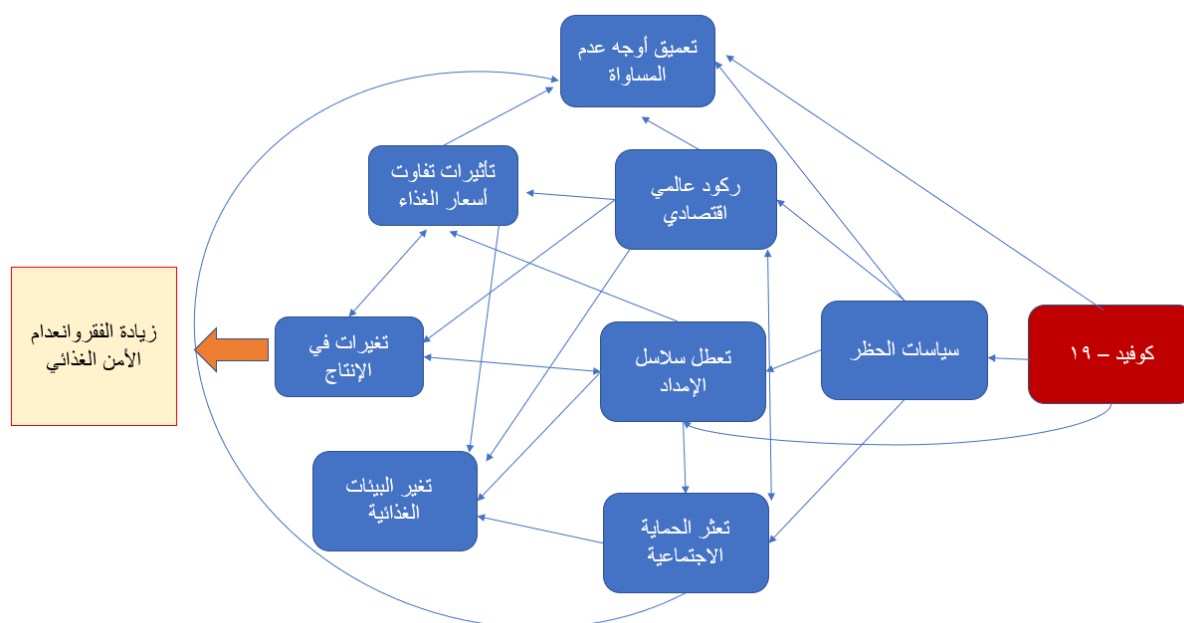 تعميق أوجه عدم
المساواة
تأثيرات تفاوت
أسعار الغذاء
ركود عالمي
اقتصادي
كوفيد – ١٩
سياسات الحظر
تعطل سلاسل
الإمداد
تغيرات في
الإنتاج
زيادة الفقروانعدام
الأمن الغذائي
تغير البيئات
الغذائية
تعثر الحماية
الاجتماعية